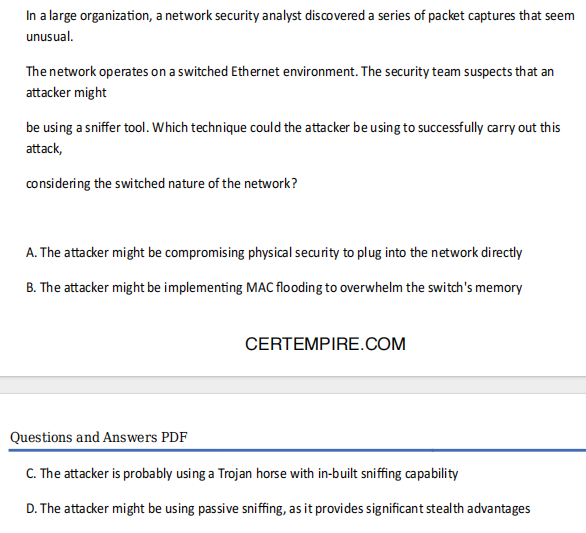 In a large organization, a network security analyst discovered a series of packet captures that seem
unusual.
The network operates on a switched Ethernet environment. The security team suspects that an
attacker might
be using a sniffer tool. Which technique could the attacker be using to successfully carry out this
attack,
considering the switched nature of the network?
A. The attacker might be compromising physical security to plug into the network directly
B. The attacker might be implementing MAC flooding to overwhelm the switch's memory
CERTEMPIRE.COM
Questions and Answers PDF
C. The attacker is probably using a Trojan horse with in-built sniffing capability
D. The attacker might be using passive sniffing, as it provides significant stealth advantages